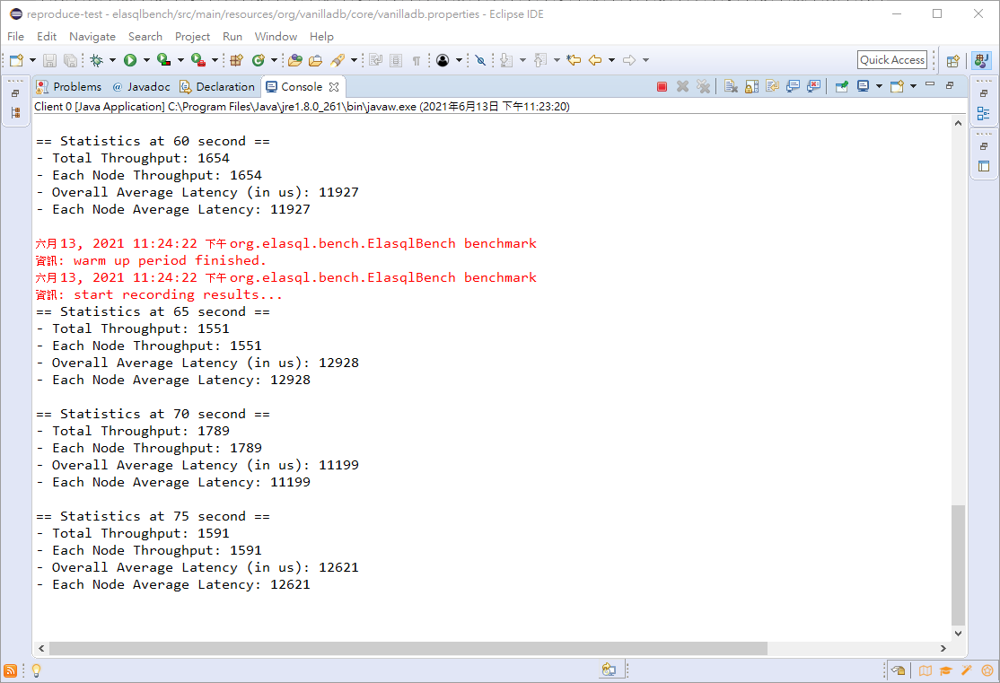 reproduce-test - elasqlbench/src/main/resources/org/vanilladb/core/vanilladb.properties - Eclipse IDE
File Edit Navigate Search Project Run Window Help
Quick Access
Problems @ Javadoc Declaration Console
Client 0 [Java Application] C:\Program Files\Java\jre1.8.0_261\bin\javaw.exe (2021年6月13日 下午11:23:20)
== Statistics at 60 second ==
- Total Throughput: 1654
- Each Node Throughput: 1654
- Overall Average Latency (in us): 11927
- Each Node Average Latency: 11927
六月 13, 2021 11:24:22 下午 org.elasql.bench.ElasqlBench benchmark
資訊: warm up period finished.
六月 13, 2021 11:24:22 下午 org.elasql.bench.ElasqlBench benchmark
資訊: start recording results...
== Statistics at 65 second ==
- Total Throughput: 1551
- Each Node Throughput: 1551
- Overall Average Latency (in us): 12928
- Each Node Average Latency: 12928
== Statistics at 70 second ==
- Total Throughput: 1789
- Each Node Throughput: 1789
- Overall Average Latency (in us): 11199
- Each Node Average Latency: 11199
== Statistics at 75 second ==
- Total Throughput: 1591
- Each Node Throughput: 1591
- Overall Average Latency (in us): 12621
- Each Node Average Latency: 12621